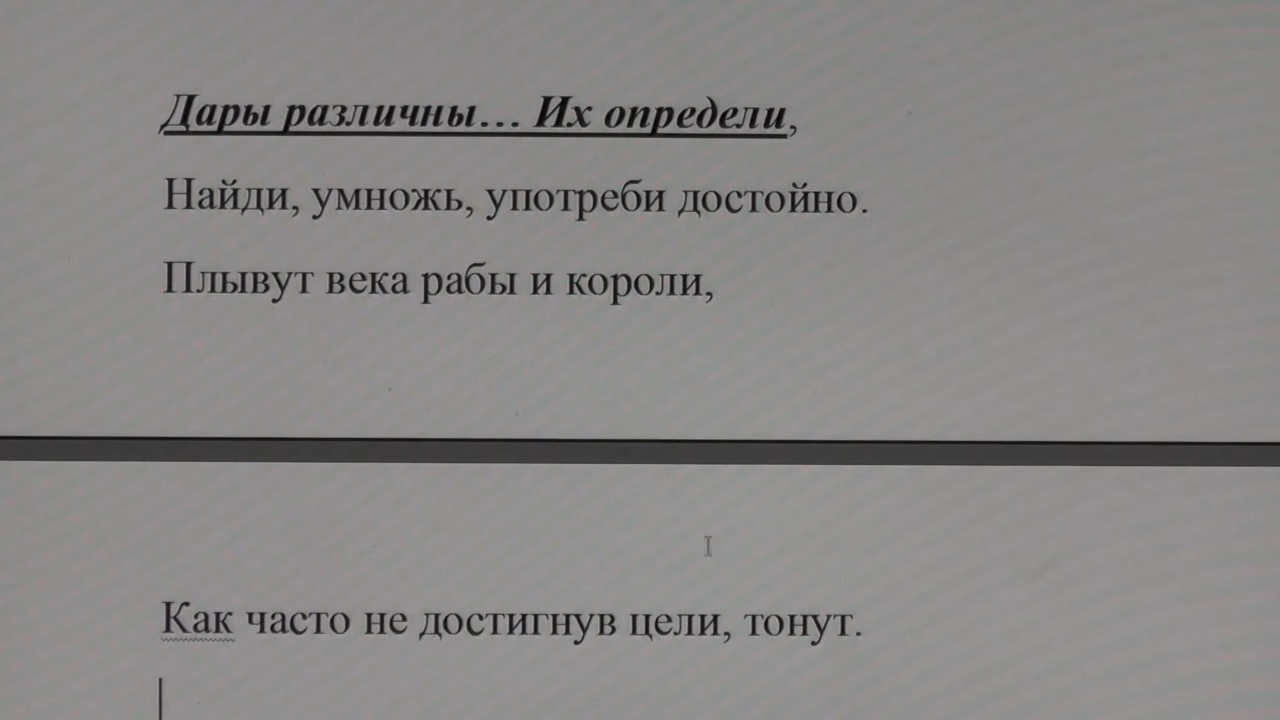 Дары различны... Их определи,
Найди, умножь, употреби достойно.
Плывут века рабы и короли,
Как часто не достигнув цели, тонут.